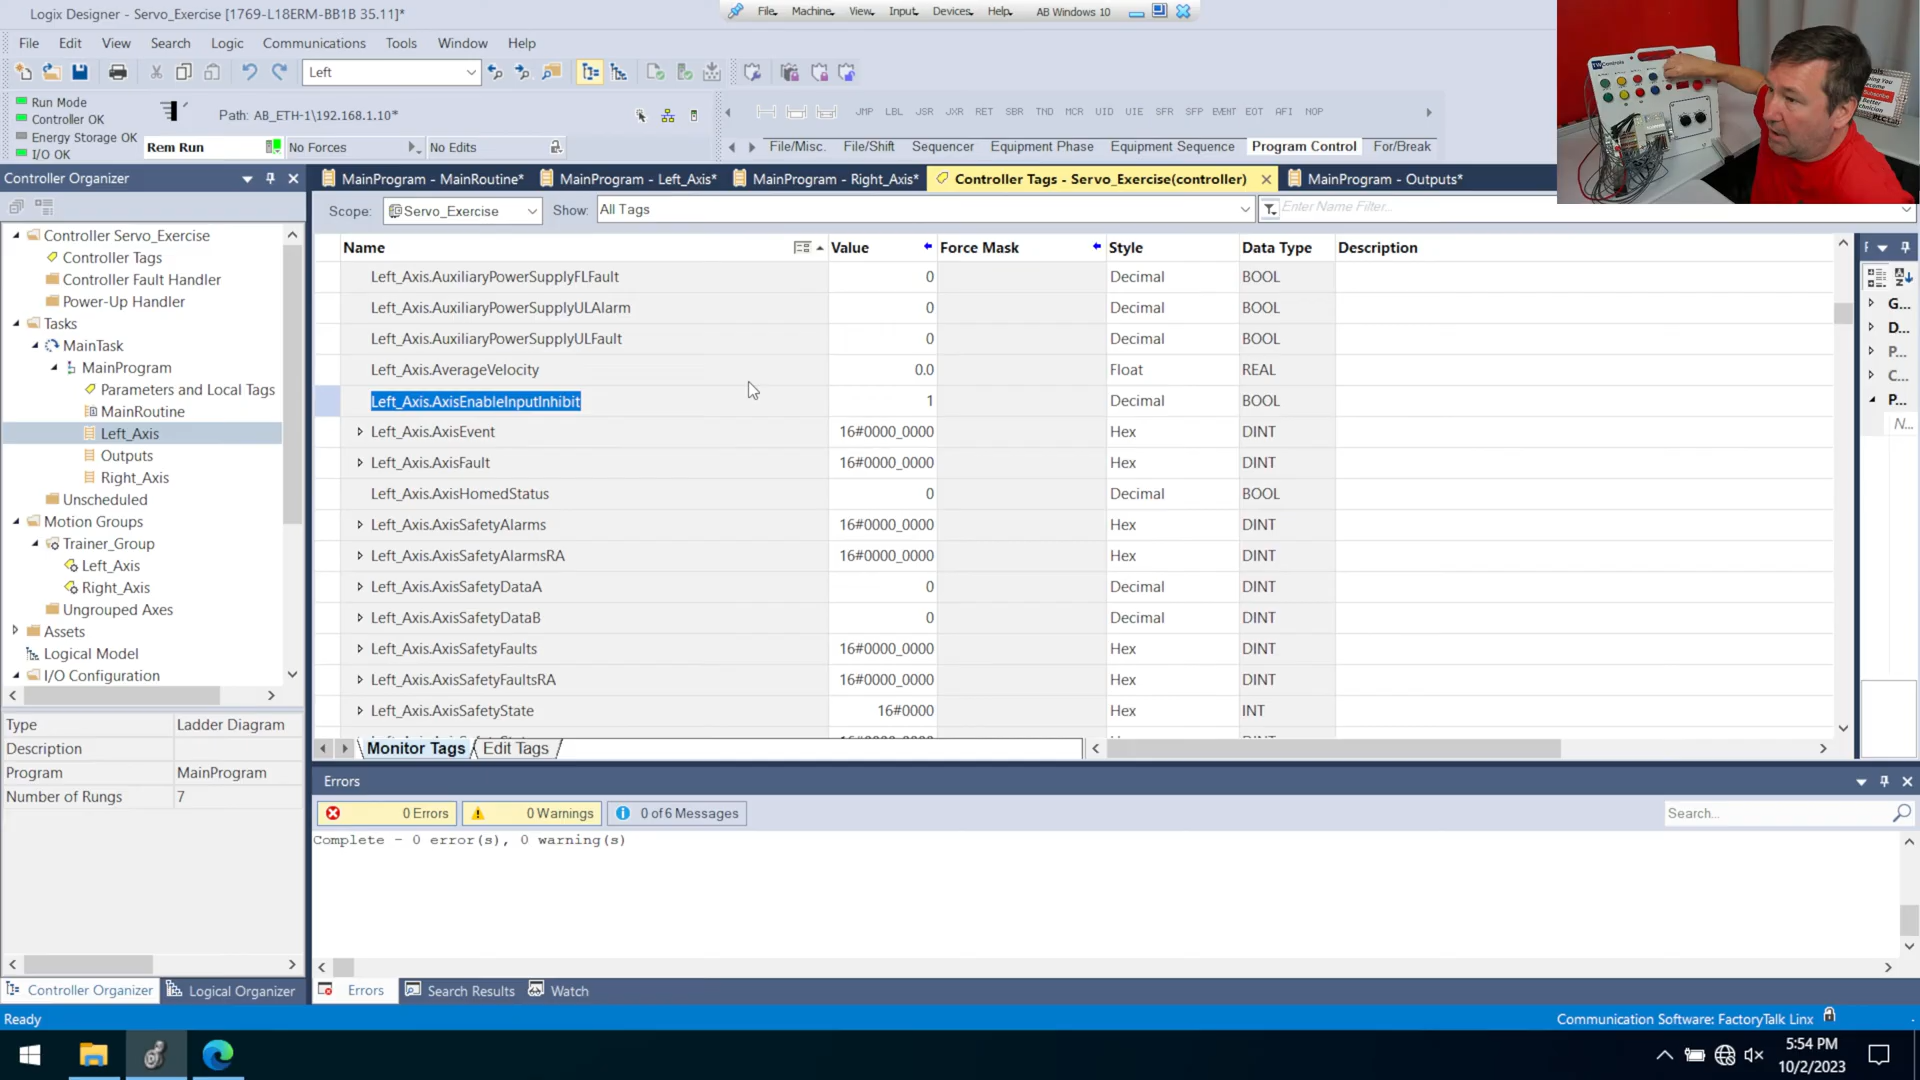 Logix Designer - Servo_Exercise [1769-L18ERM-BB1B 35.11]*
File Machine View Input Devices Help AB Windows 10
File Edit View Search Logic Communications Tools Window Help
Left
Run Mode
Controller OK
Energy Storage OK
I/O OK
Rem Run
No Forces
No Edits
Path: AB_ETH-1\192.168.1.10*
JMP LBL JSR JXR RET SBR TND MCR UID UIE SFR SFP EVENT EOT AFI NOP
File/Misc. File/Shift Sequencer Equipment Phase Equipment Sequence Program Control For/Break
Controller Organizer
MainProgram - MainRoutine* MainProgram - Left_Axis* MainProgram - Right_Axis* Controller Tags - Servo_Exercise(controller) MainProgram - Outputs*
Scope: Servo_Exercise Show: All Tags Enter Name Filter...
Controller Servo_Exercise
Controller Tags
Controller Fault Handler
Power-Up Handler
Tasks
MainTask
MainProgram
Parameters and Local Tags
MainRoutine
Left_Axis
Outputs
Right_Axis
Unscheduled
Motion Groups
Trainer_Group
Left_Axis
Right_Axis
Ungrouped Axes
Assets
Logical Model
I/O Configuration
Type Ladder Diagram
Description
Program MainProgram
Number of Rungs 7
Controller Organizer Logical Organizer
Name Value Force Mask Style Data Type Description
Left_Axis.AuxiliaryPowerSupplyFLFault 0 Decimal BOOL
Left_Axis.AuxiliaryPowerSupplyULAlarm 0 Decimal BOOL
Left_Axis.AuxiliaryPowerSupplyULFault 0 Decimal BOOL
Left_Axis.AverageVelocity 0.0 Float REAL
Left_Axis.AxisEnableInputInhibit 1 Decimal BOOL
Left_Axis.AxisEvent 16#0000_0000 Hex DINT
Left_Axis.AxisFault 16#0000_0000 Hex DINT
Left_Axis.AxisHomedStatus 0 Decimal BOOL
Left_Axis.AxisSafetyAlarms 16#0000_0000 Hex DINT
Left_Axis.AxisSafetyAlarmsRA 16#0000_0000 Hex DINT
Left_Axis.AxisSafetyDataA 0 Decimal DINT
Left_Axis.AxisSafetyDataB 0 Decimal DINT
Left_Axis.AxisSafetyFaults 16#0000_0000 Hex DINT
Left_Axis.AxisSafetyFaultsRA 16#0000_0000 Hex DINT
Left_Axis.AxisSafetyState 16#0000 Hex INT
Monitor Tags Edit Tags
G...
D...
P...
C...
P...
N...
Errors
0 Errors 0 Warnings 0 of 6 Messages
Search...
Complete - 0 error(s), 0 warning(s)
Errors Search Results Watch
Ready
Communication Software: FactoryTalk Linx
5:54 PM
10/2/2023